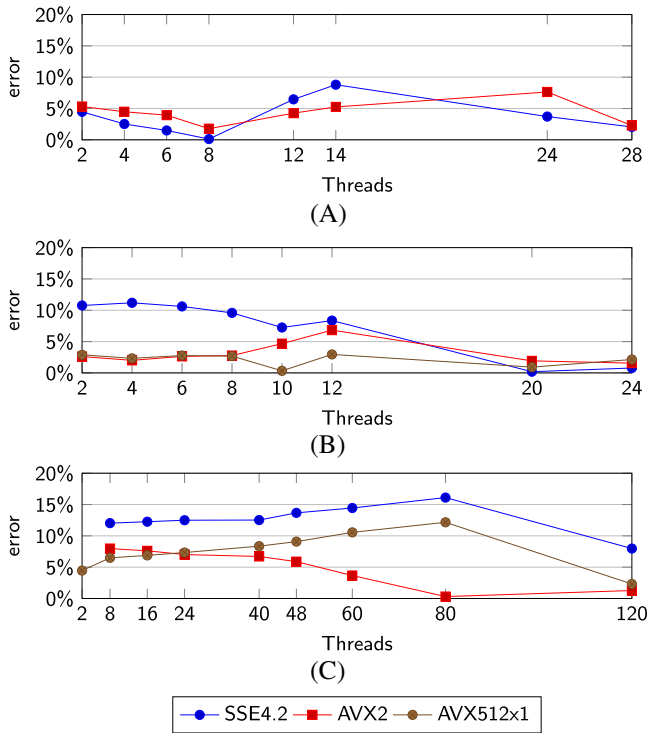 20%
15%
10%
5%
0%
error
2 4 6 8 12 14 24 28
Threads
(A)
20%
15%
10%
5%
0%
error
2 4 6 8 10 12 20 24
Threads
(B)
20%
15%
10%
5%
0%
error
2 8 16 24 40 48 60 80 120
Threads
(C)
SSE4.2 AVX2 AVX512x1